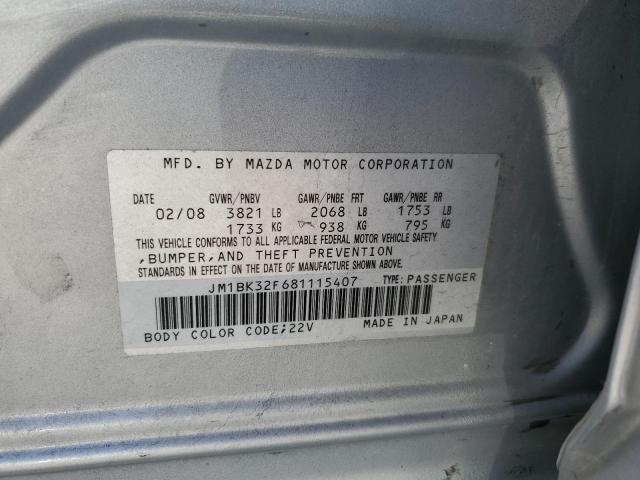 MFD. BY MAZDA MOTOR CORPORATION
DATE GVWR/PNBV GAWR/PNBE FRT GAWR/PNBE RR
02/08 3821 LB 2068 LB 1753 LB
1733 KG 938 KG 795 KG
THIS VEHICLE CONFORMS TO ALL APPLICABLE FEDERAL MOTOR VEHICLE SAFETY
,BUMPER,AND THEFT PREVENTION
STANDARDS IN EFFECT ON THE DATE OF MANUFACTURE SHOWN ABOVE.
JM1BK32F681115407 TYPE:PASSENGER
BODY COLOR CODE;22V MADE IN JAPAN